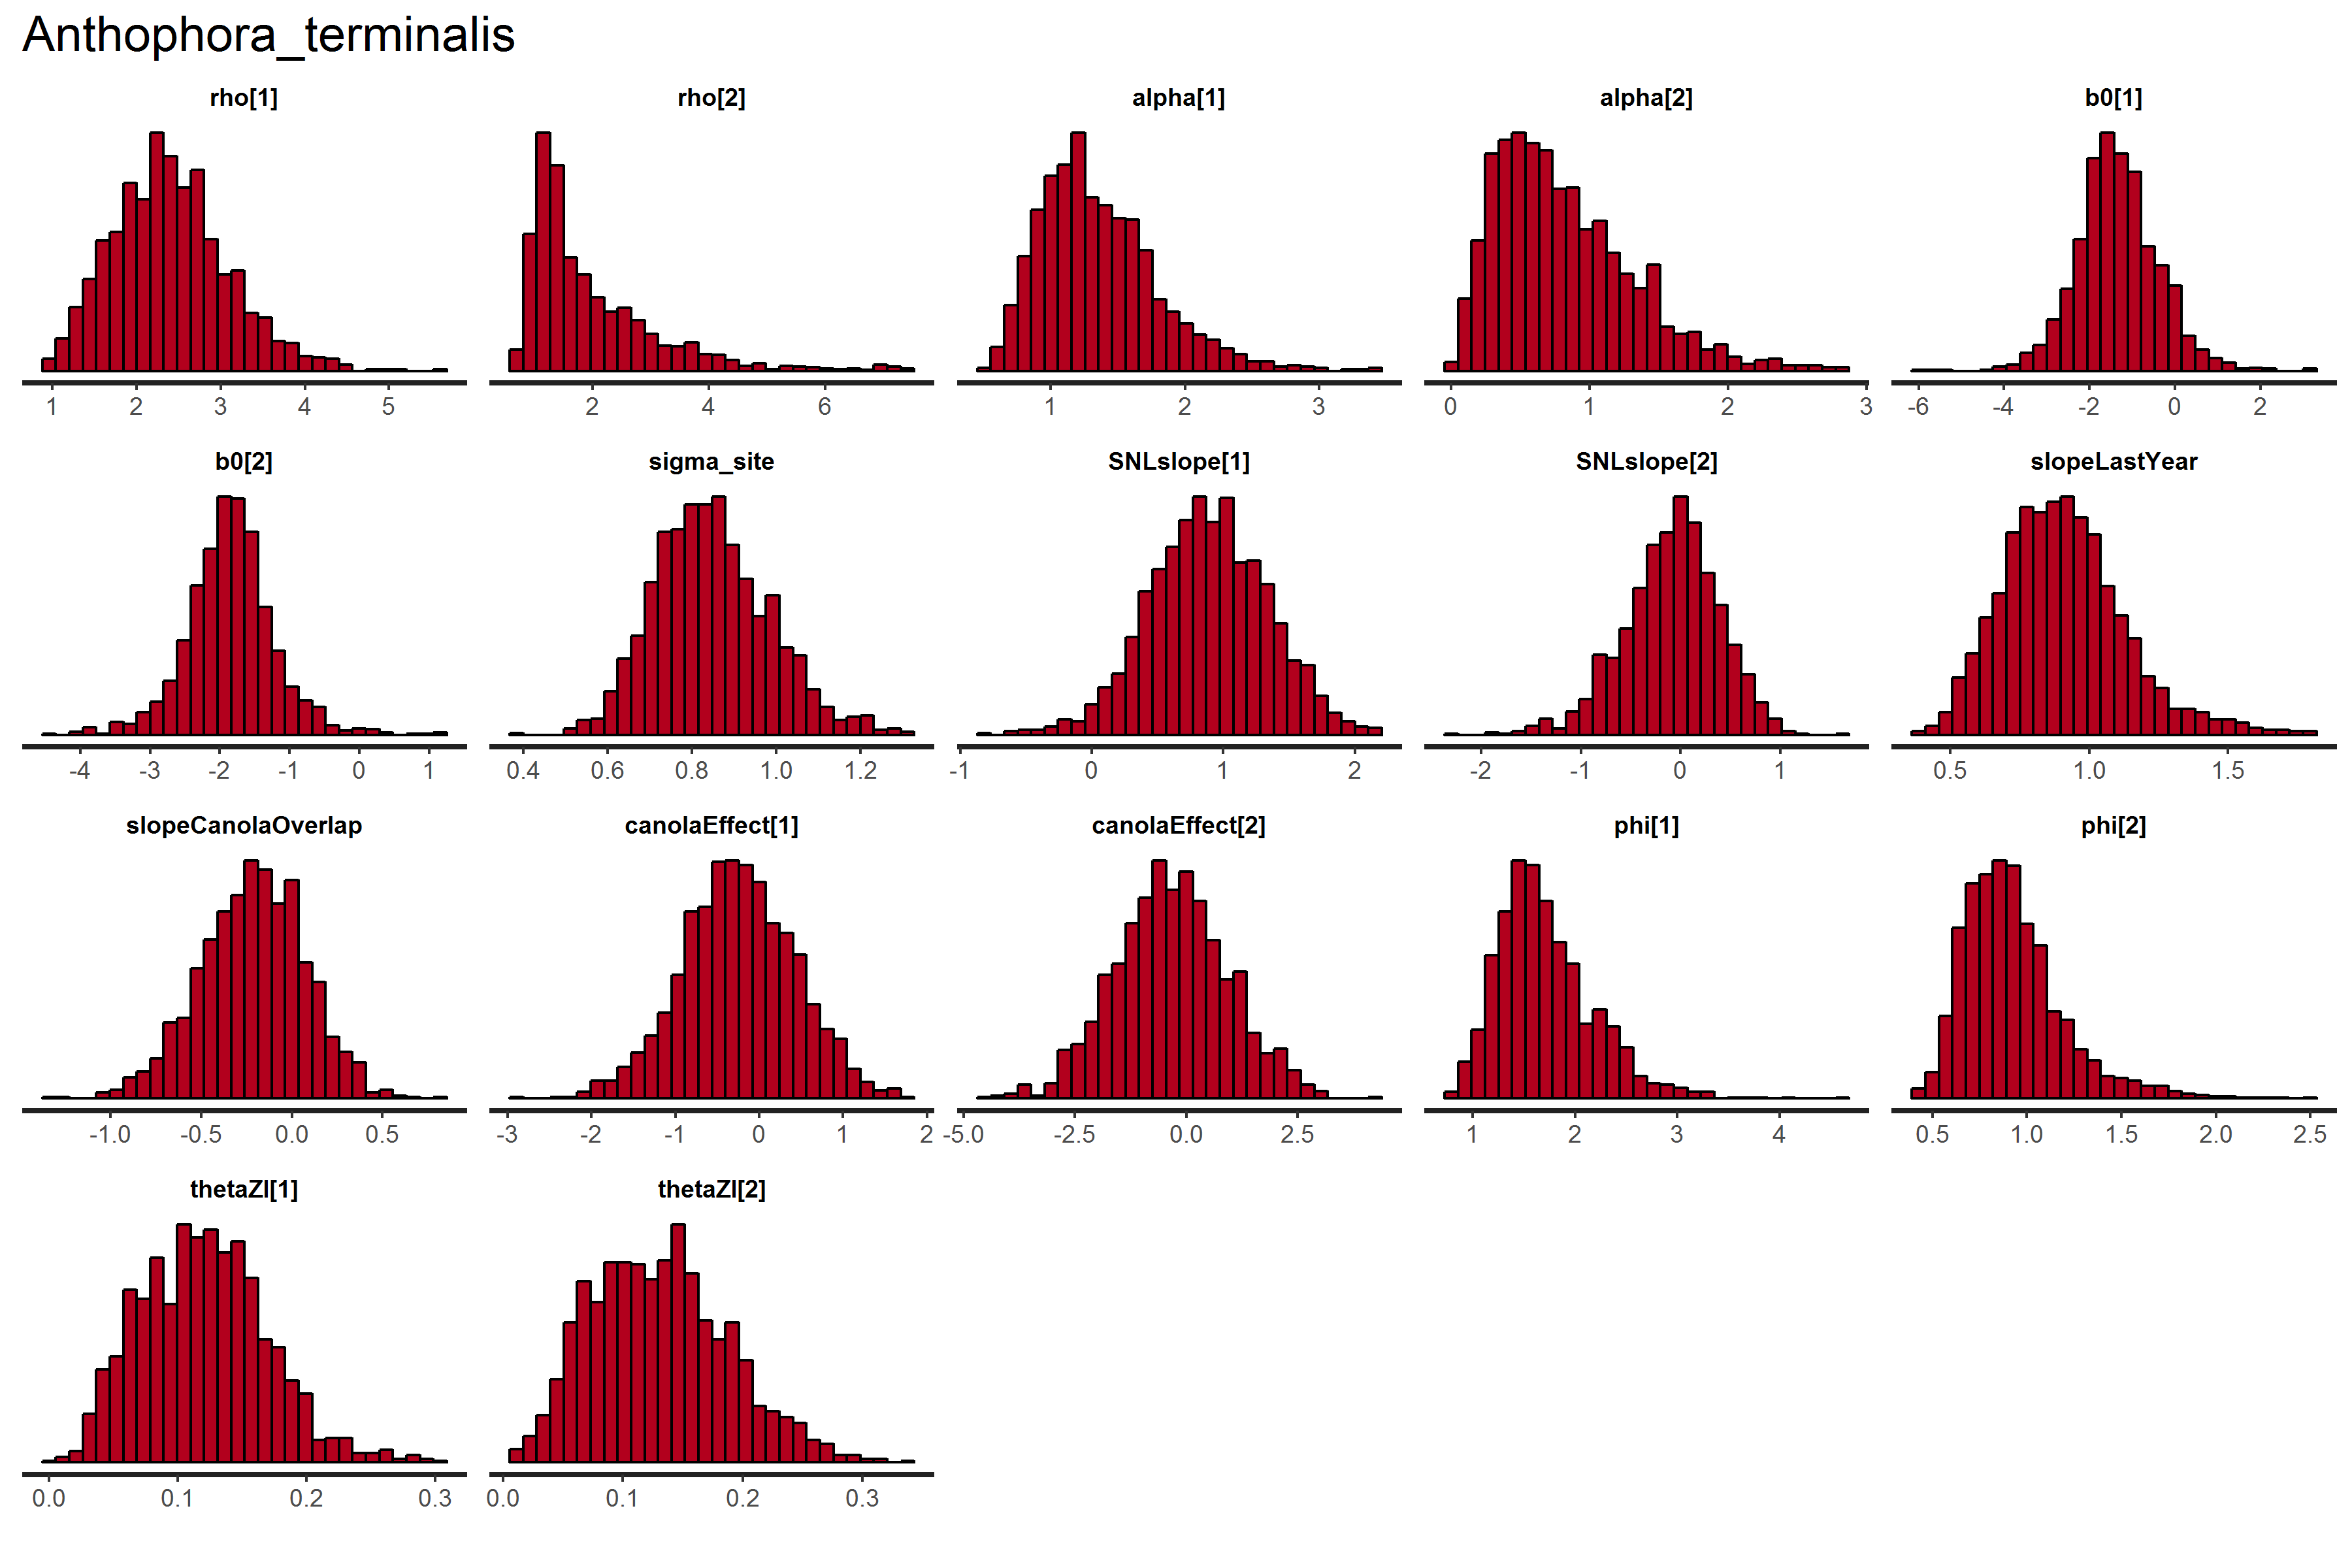 Anthophora_terminalis
rho[1] rho[2] alpha[1] alpha[2] b0[1]
1 2 3 4 5 2 4 6 1 2 3 0 1 2 3 -6 -4 -2 0 2
b0[2] sigma_site SNLslope[1] SNLslope[2] slopeLastYear
-4 -3 -2 -1 0 1 0.4 0.6 0.8 1.0 1.2 -1 0 1 2 -2 -1 0 1 0.5 1.0 1.5
slopeCanolaOverlap canolaEffect[1] canolaEffect[2] phi[1] phi[2]
-1.0 -0.5 0.0 0.5 -3 -2 -1 0 1 2 -5.0 -2.5 0.0 2.5 1 2 3 4 0.5 1.0 1.5 2.0 2.5
thetaZI[1] thetaZI[2]
0.0 0.1 0.2 0.3 0.0 0.1 0.2 0.3